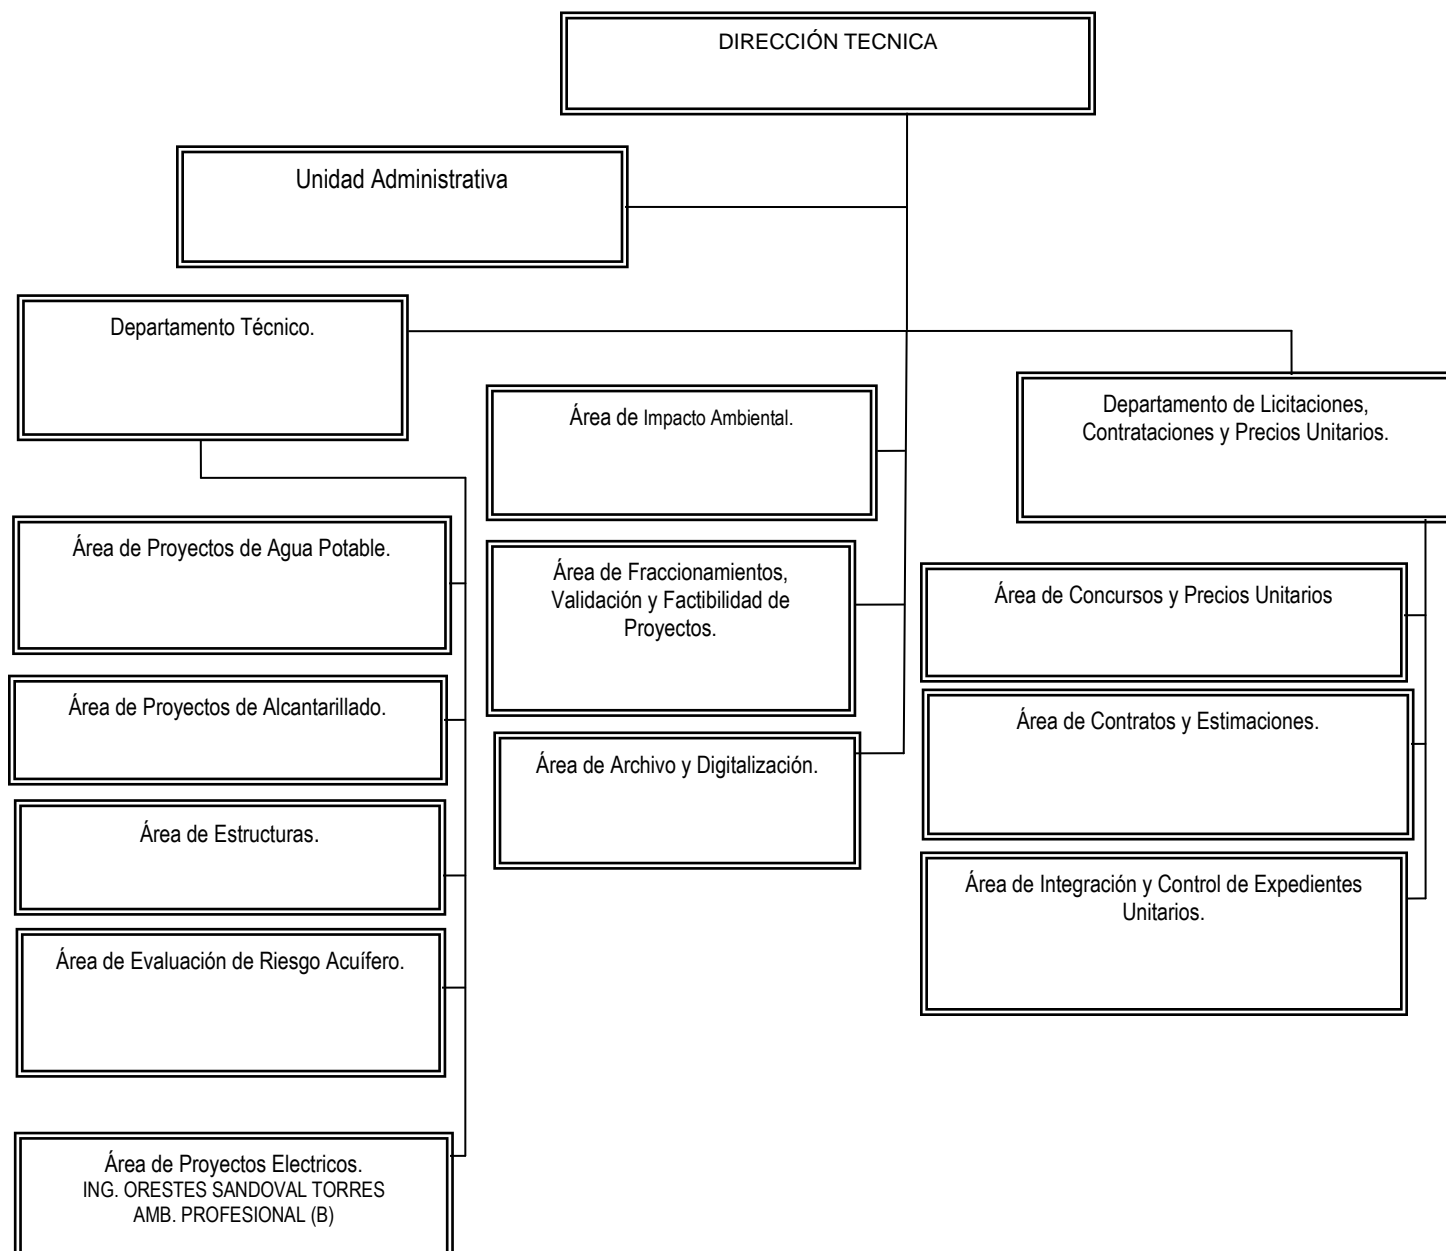 DIRECCIÓN TECNICA
Unidad Administrativa
Departamento Técnico.
Área de Impacto Ambiental.
Departamento de Licitaciones,
Contrataciones y Precios Unitarios.
Área de Proyectos de Agua Potable.
Área de Fraccionamientos,
Validación y Factibilidad de
Proyectos.
Área de Concursos y Precios Unitarios
Área de Proyectos de Alcantarillado.
Área de Contratos y Estimaciones.
Área de Archivo y Digitalización.
Área de Estructuras.
Área de Integración y Control de Expedientes
Unitarios.
Área de Evaluación de Riesgo Acuífero.
Área de Proyectos Electricos.
ING. ORESTES SANDOVAL TORRES
AMB. PROFESIONAL (B)